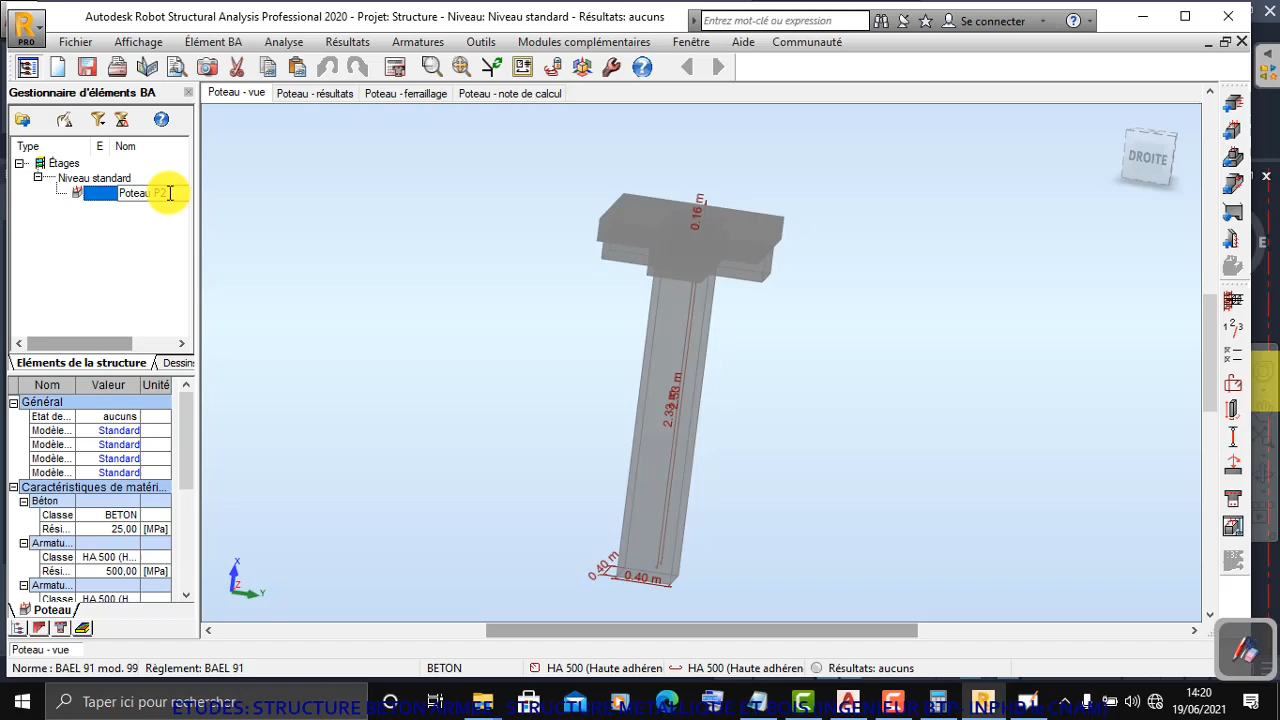 Autodesk Robot Structural Analysis Professional 2020 - Projet: Structure - Niveau: Niveau standard - Résultats: aucuns
Entrez mot-clé ou expression
Se connecter
PRO
Fichier Affichage Élément BA Analyse Résultats Armatures Outils Modules complémentaires Fenêtre Aide Communauté
Gestionnaire d'éléments BA
Poteau - vue Poteau - résultats Poteau - ferraillage Poteau - note de calcul
Type E Nom
Étages
Niveau standard
Poteau P2
DROITE
0.16 m
2.33 m
0.40 m
0.40 m
X
Z
Y
Eléments de la structure Dessins
Nom Valeur Unité
Général
Etat de... aucuns
Modèle... Standard
Modèle... Standard
Modèle... Standard
Modèle... Standard
Caractéristiques de matéri...
Béton
Classe BETON
Rési... 25,00 [MPa]
Armatu...
Classe HA 500 (H...
Rési... 500,00 [MPa]
Armatu...
Classe HA 500 (H
Poteau
Poteau - vue
Norme : BAEL 91 mod. 99 Règlement: BAEL 91 BETON HA 500 (Haute adhéren HA 500 (Haute adhéren Résultats: aucuns
Taper ici pour rechercher
14:20
19/06/2021